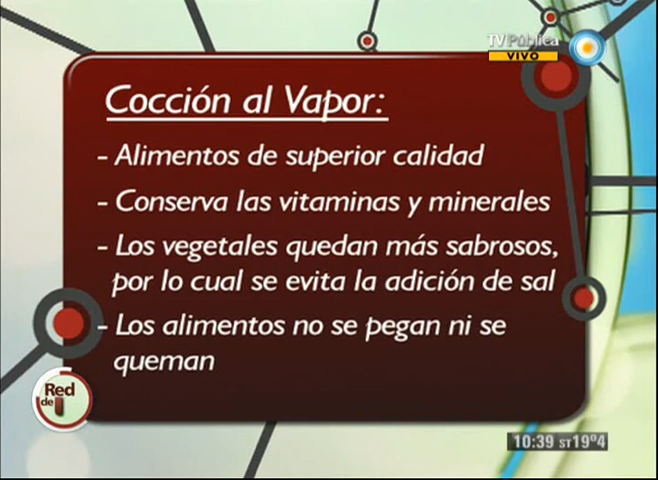 TV Pública
VIVO
Cocción al Vapor:
- Alimentos de superior calidad
- Conserva las vitaminas y minerales
- Los vegetales quedan más sabrosos,
por lo cual se evita la adición de sal
- Los alimentos no se pegan ni se
queman
Red
de I
10:39 ST19º4